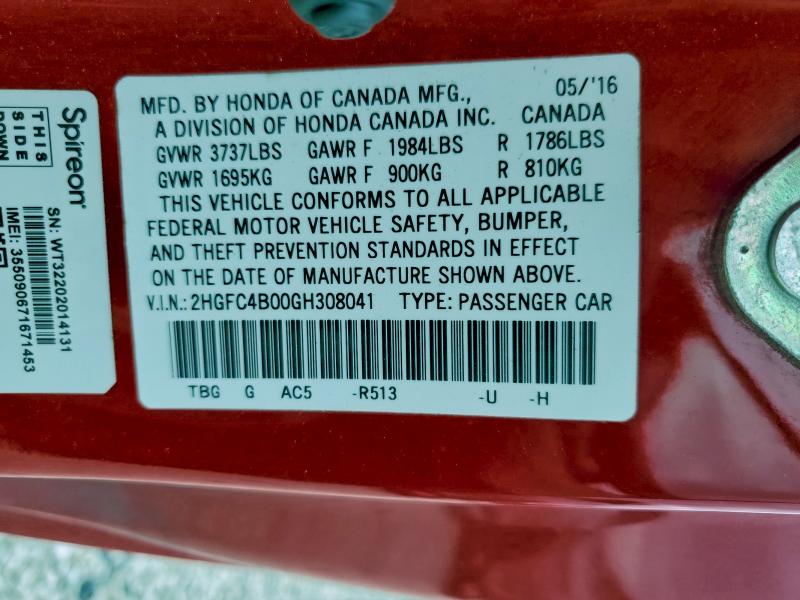 MFD. BY HONDA OF CANADA MFG., 05/'16
A DIVISION OF HONDA CANADA INC. CANADA
GVWR 3737LBS GAWR F 1984LBS R 1786LBS
GVWR 1695KG GAWR F 900KG R 810KG
THIS VEHICLE CONFORMS TO ALL APPLICABLE
FEDERAL MOTOR VEHICLE SAFETY, BUMPER,
AND THEFT PREVENTION STANDARDS IN EFFECT
ON THE DATE OF MANUFACTURE SHOWN ABOVE.
V.I.N.: 2HGFC4B00GH308041 TYPE: PASSENGER CAR
TBG G AC5 -R513 -U -H
Spireon
THIS
SIDE
DOWN
SN: WT322202014131
IMEI: 355090671671453